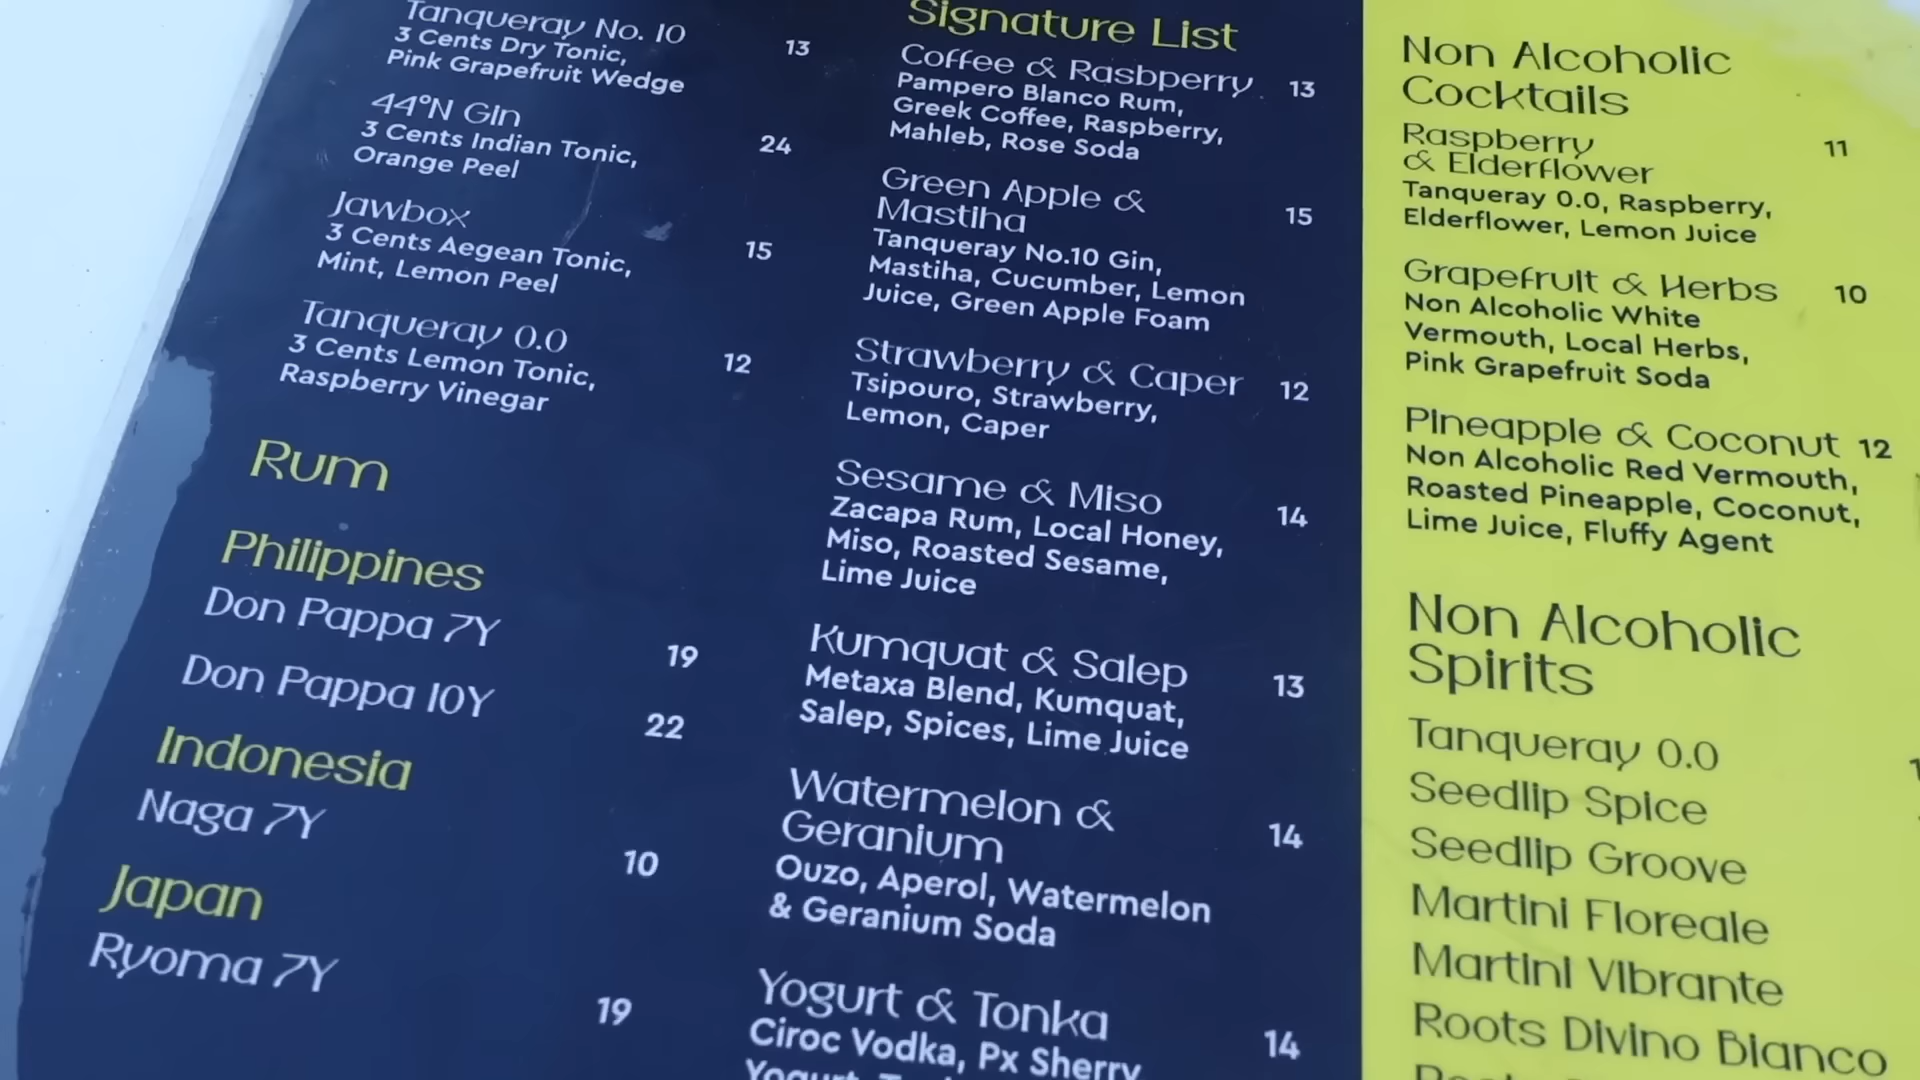 Tanqueray No. 10
3 Cents Dry Tonic,
Pink Grapefruit Wedge
13
44°N Gin
3 Cents Indian Tonic,
Orange Peel
24
Jawbox
3 Cents Aegean Tonic,
Mint, Lemon Peel
15
Tanqueray 0.0
3 Cents Lemon Tonic,
Raspberry Vinegar
12
Rum
Philippines
Don Pappa 7Y
19
Don Pappa 10Y
22
Indonesia
Naga 7Y
10
Japan
Ryoma 7Y
19
Signature List
Coffee & Rasbperry
13
Pampero Blanco Rum,
Greek Coffee, Raspberry,
Mahleb, Rose Soda
Green Apple &
Mastiha
15
Tanqueray No.10 Gin,
Mastiha, Cucumber, Lemon
Juice, Green Apple Foam
Strawberry & Caper
12
Tsipouro, Strawberry,
Lemon, Caper
Sesame & Miso
14
Zacapa Rum, Local Honey,
Miso, Roasted Sesame,
Lime Juice
Kumquat & Salep
13
Metaxa Blend, Kumquat,
Salep, Spices, Lime Juice
Watermelon &
Geranium
14
Ouzo, Aperol, Watermelon
& Geranium Soda
Yogurt & Tonka
14
Ciroc Vodka, Px Sherry
Yogurt,
Non Alcoholic
Cocktails
Raspberry
& Elderflower
11
Tanqueray 0.0, Raspberry,
Elderflower, Lemon Juice
Grapefruit & Herbs
10
Non Alcoholic White
Vermouth, Local Herbs,
Pink Grapefruit Soda
Pineapple & Coconut 12
Non Alcoholic Red Vermouth,
Roasted Pineapple, Coconut,
Lime Juice, Fluffy Agent
Non Alcoholic
Spirits
Tanqueray 0.0
Seedlip Spice
Seedlip Groove
Martini Floreale
Martini Vibrante
Roots Divino Bianco